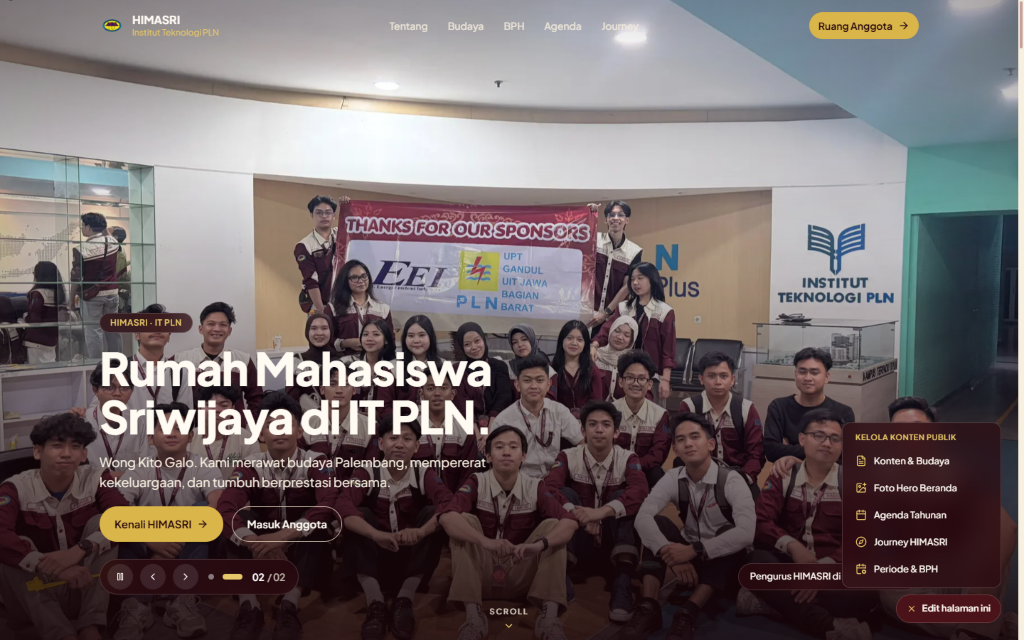 HIMASRI
Institut Teknologi PLN
Tentang
Budaya
BPH
Agenda
Journey
Ruang Anggota
THANKS FOR OUR SPONSORS
EEI
PLN
UPT
GANDUL
UIT JAWA
BAGIAN
BARAT
N
Plus
INSTITUT
TEKNOLOGI PLN
HIMASRI · IT PLN
Rumah Mahasiswa
Sriwijaya di IT PLN.
Wong Kito Galo. Kami merawat budaya Palembang, mempererat
kekeluargaan, dan tumbuh berprestasi bersama.
Kenali HIMASRI
Masuk Anggota
02 / 02
SCROLL
Pengurus HIMASRI di
KELOLA KONTEN PUBLIK
Konten & Budaya
Foto Hero Beranda
Agenda Tahunan
Journey HIMASRI
Periode & BPH
Edit halaman ini